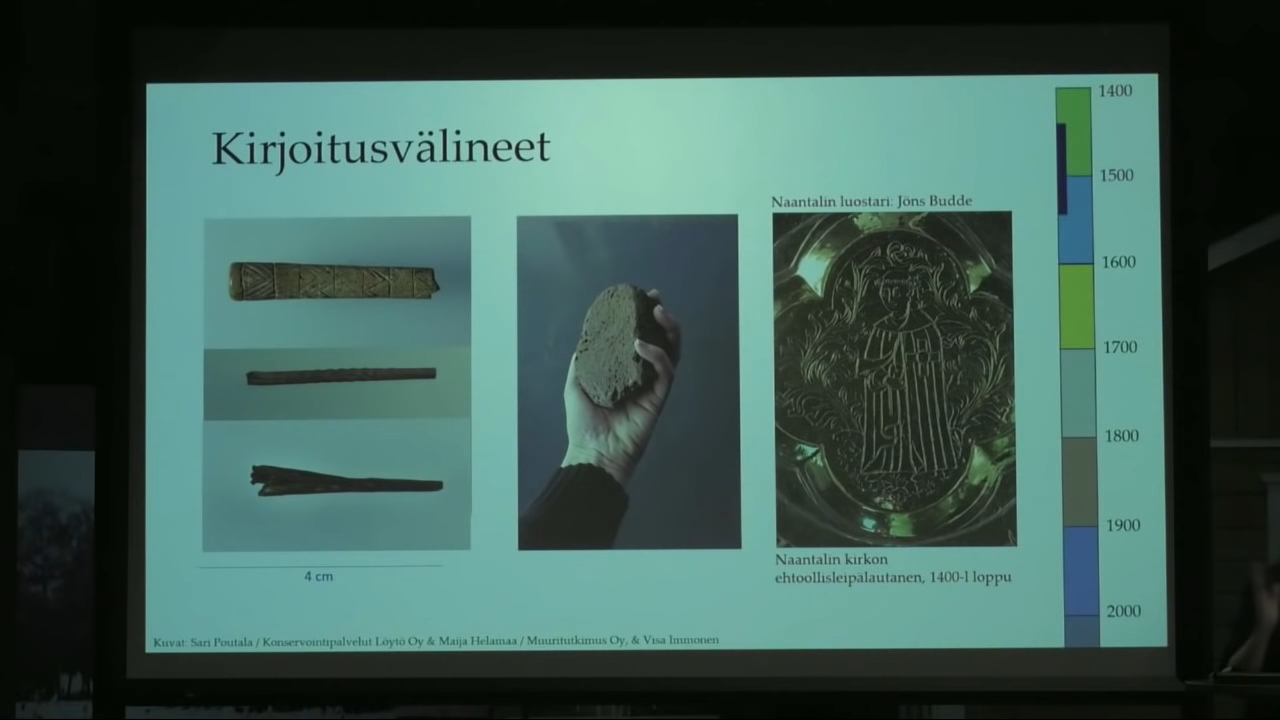 Kirjoitusvälineet
Naantalin luostari: Jöns Budde
4 cm
Naantalin kirkon
ehtoollisleipälautanen, 1400-l loppu
Kuvat: Sari Poutala / Konservointipalvelut Löytö Oy & Maija Helamaa / Muuritutkimus Oy, & Visa Immonen
1400
1500
1600
1700
1800
1900
2000